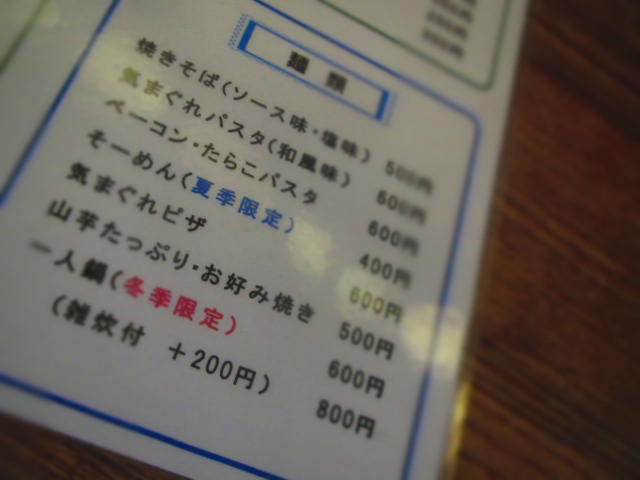 麺類
焼きそば(ソース味・塩味) 500円
気まぐれパスタ(和風味) 600円
ベーコン・たらこパスタ 600円
そーめん(夏季限定) 400円
気まぐれピザ 600円
山芋たっぷり・お好み焼き 500円
一人鍋(冬季限定) 600円
(雑炊付 +200円) 800円